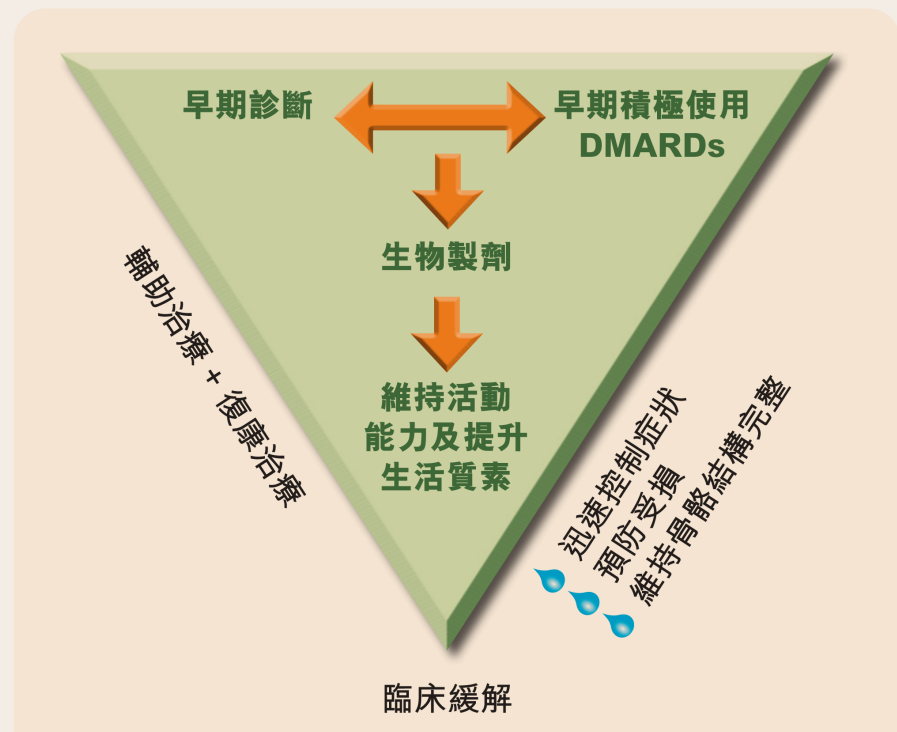 早期診斷
早期積極使用
DMARDs
生物製劑
維持活動
能力及提升
生活質素
輔助治療 + 復康治療
迅速控制症狀
預防受損
維持骨骼結構完整
臨床緩解